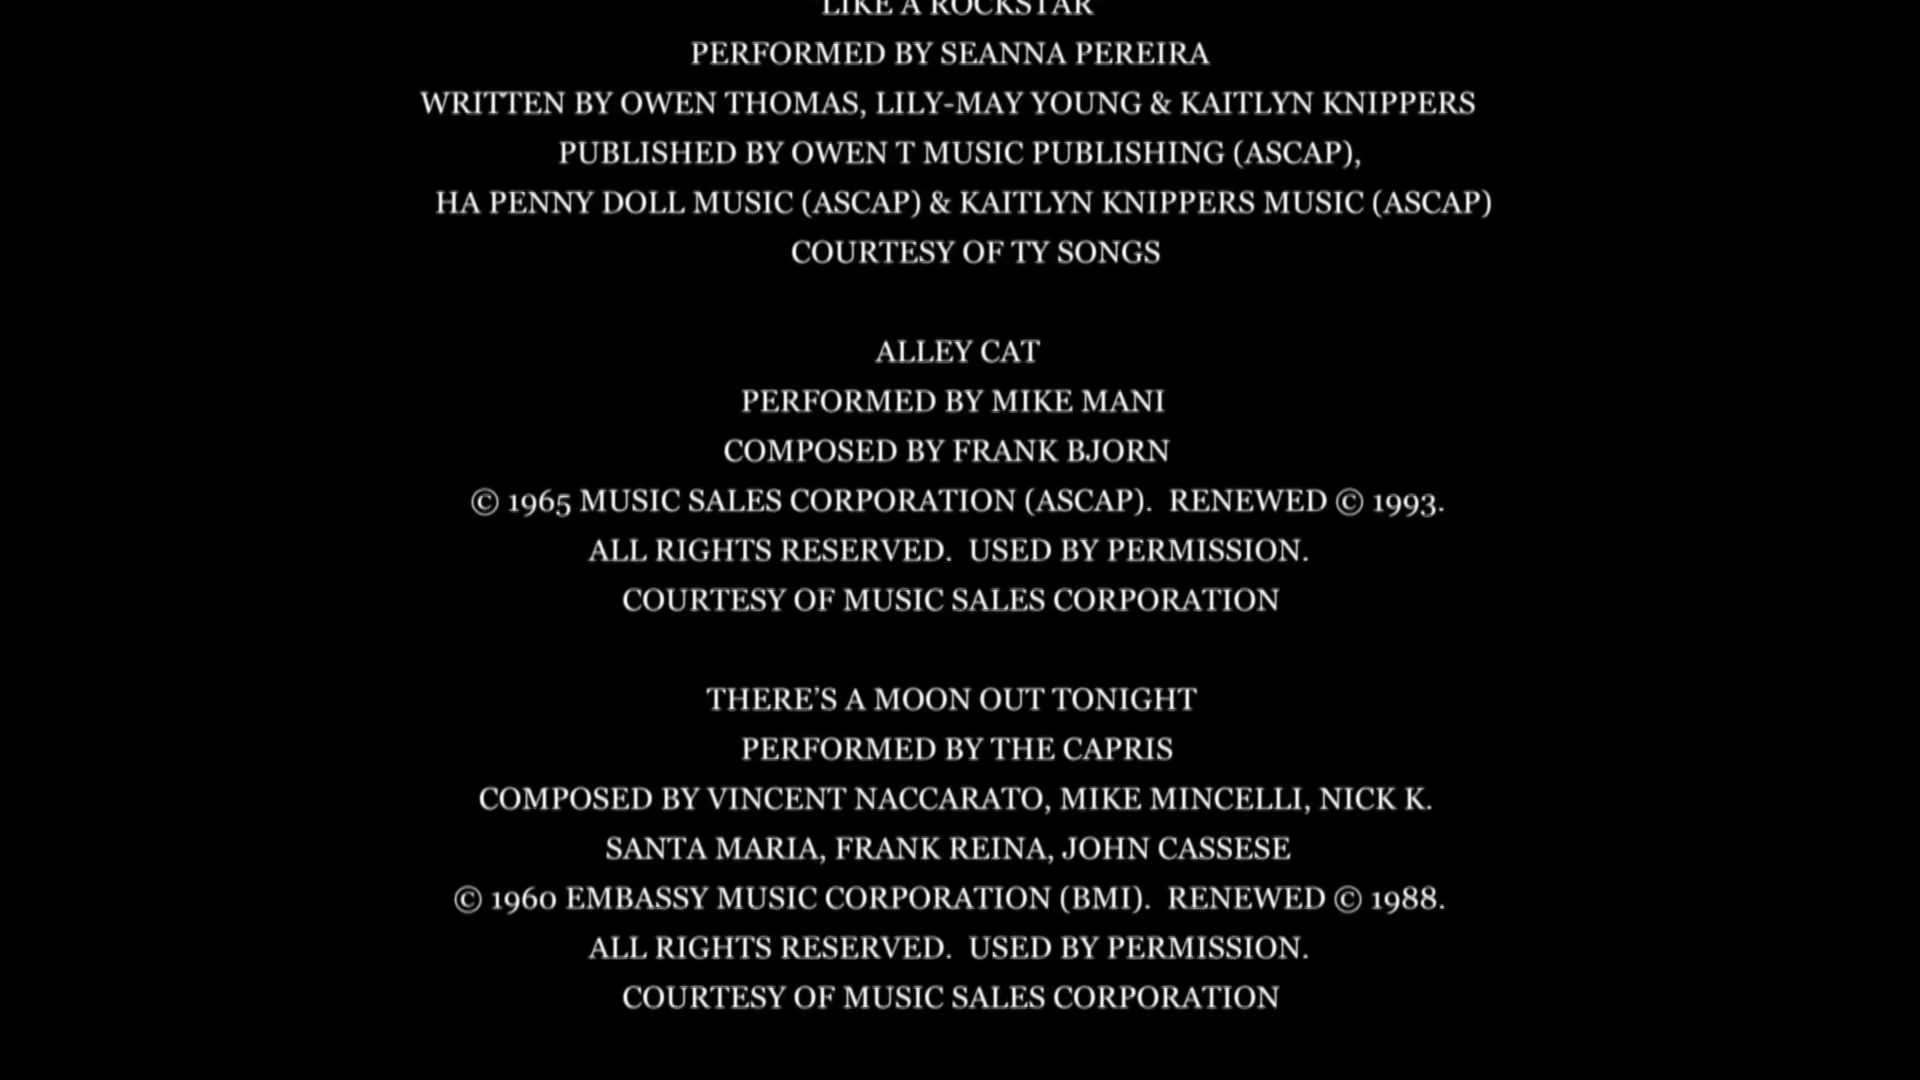 LIKE A ROCKSTAR
PERFORMED BY SEANNA PEREIRA
WRITTEN BY OWEN THOMAS, LILY-MAY YOUNG & KAITLYN KNIPPERS
PUBLISHED BY OWEN T MUSIC PUBLISHING (ASCAP),
HA PENNY DOLL MUSIC (ASCAP) & KAITLYN KNIPPERS MUSIC (ASCAP)
COURTESY OF TY SONGS
ALLEY CAT
PERFORMED BY MIKE MANI
COMPOSED BY FRANK BJORN
© 1965 MUSIC SALES CORPORATION (ASCAP).  RENEWED © 1993.
ALL RIGHTS RESERVED.  USED BY PERMISSION.
COURTESY OF MUSIC SALES CORPORATION
THERE’S A MOON OUT TONIGHT
PERFORMED BY THE CAPRIS
COMPOSED BY VINCENT NACCARATO, MIKE MINCELLI, NICK K.
SANTA MARIA, FRANK REINA, JOHN CASSESE
© 1960 EMBASSY MUSIC CORPORATION (BMI).  RENEWED © 1988.
ALL RIGHTS RESERVED.  USED BY PERMISSION.
COURTESY OF MUSIC SALES CORPORATION